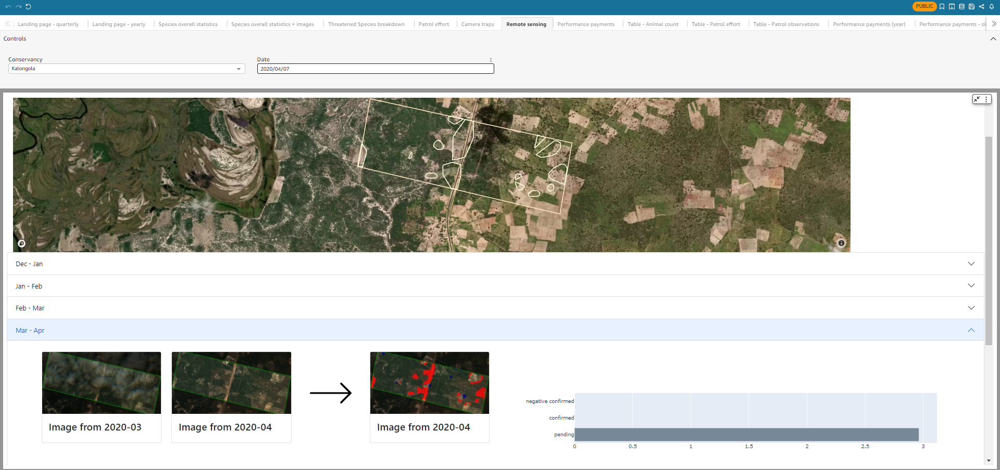 PUBLIC
Landing page - quarterly
Landing page - yearly
Species overall statistics
Species overall statistics + images
Threatened Species breakdown
Patrol effort
Camera traps
Remote sensing
Performance payments
Table - Animal count
Table - Patrol effort
Table - Patrol observations
Performance payments (year)
Performance payments - ol
Controls
Conservancy
Date
Kalongola
2020/04/07
Dec - Jan
Jan - Feb
Feb - Mar
Mar - Apr
Image from 2020-03
Image from 2020-04
Image from 2020-04
negative confirmed
confirmed
pending
0 0.5 1 1.5 2 2.5 3